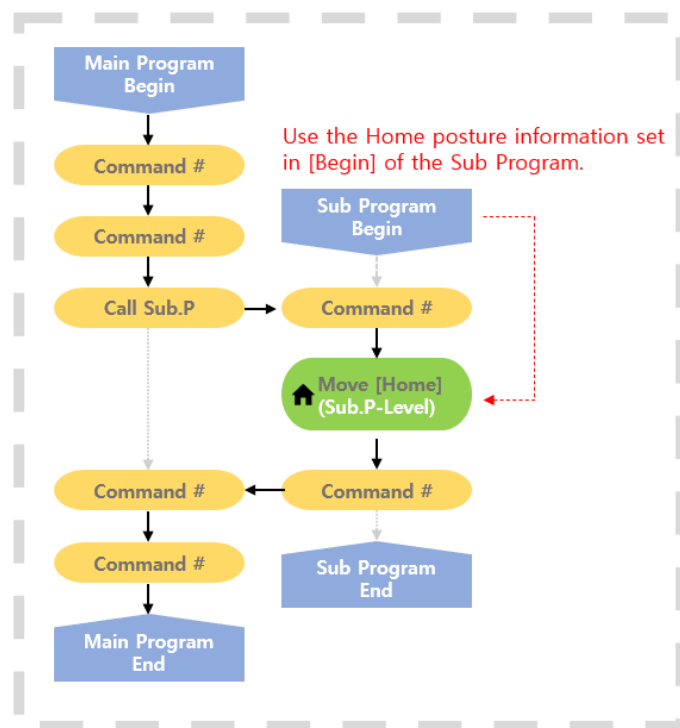 Main Program
Begin
Command #
Command #
Call Sub.P
Command #
Command #
Main Program
End
Use the Home posture information set
in [Begin] of the Sub Program.
Sub Program
Begin
Command #
Move [Home]
(Sub.P-Level)
Command #
Sub Program
End